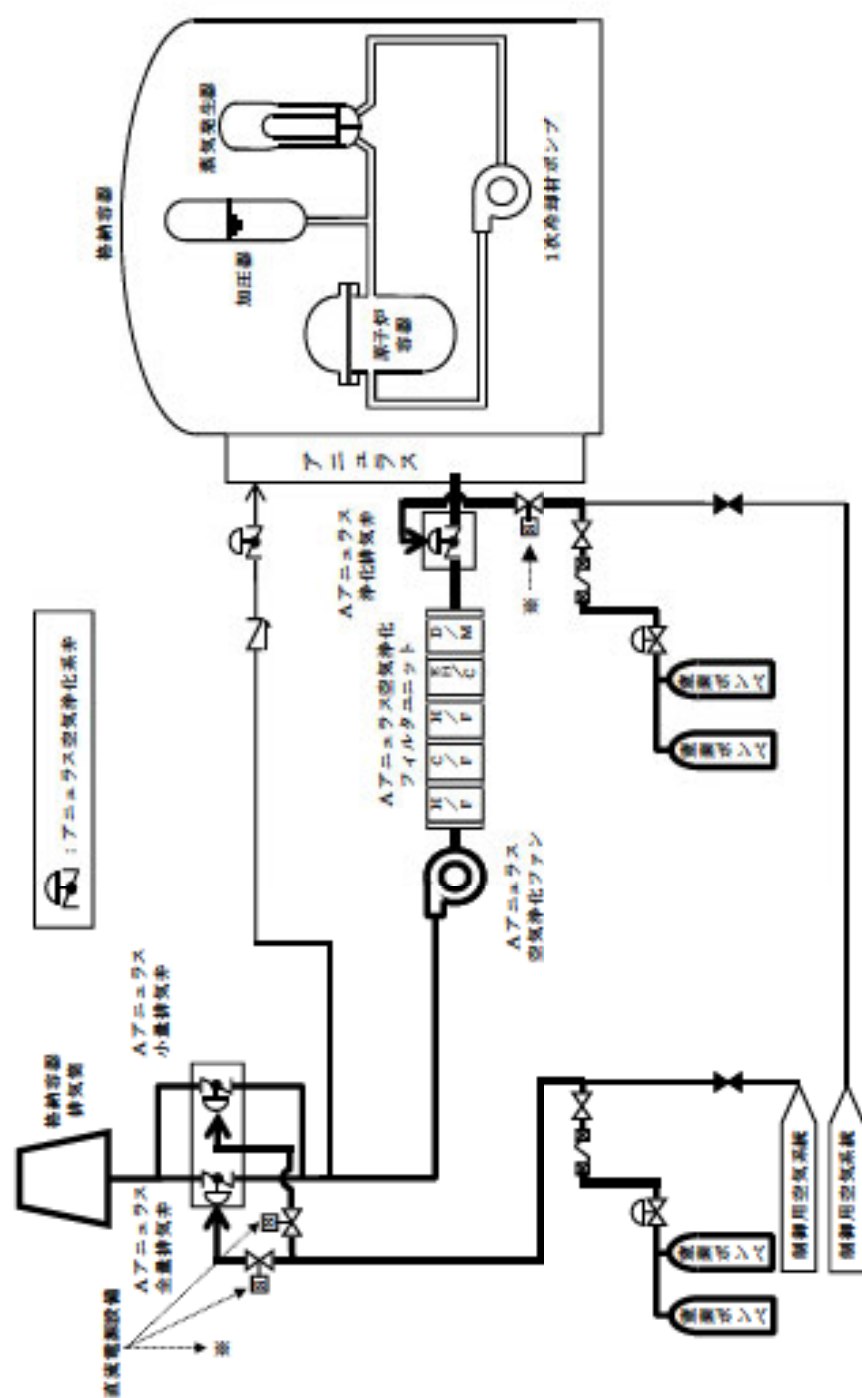 格納容器
蒸気発生器
加圧器
原子炉
容器
1次冷却材ポンプ
アニュラス
:アニュラス空気浄化系弁
Aアニュラス
浄化排気弁
Aアニュラス空気浄化
フィルタユニット
D/M
E H/C
H/F
C/F
H/F
Aアニュラス
空気浄化ファン
※
窒素ボンベ
窒素ボンベ
格納容器
排気筒
Aアニュラス
小量排気弁
Aアニュラス
全量排気弁
直流電源設備
※
窒素ボンベ
窒素ボンベ
制御用空気系統
制御用空気系統